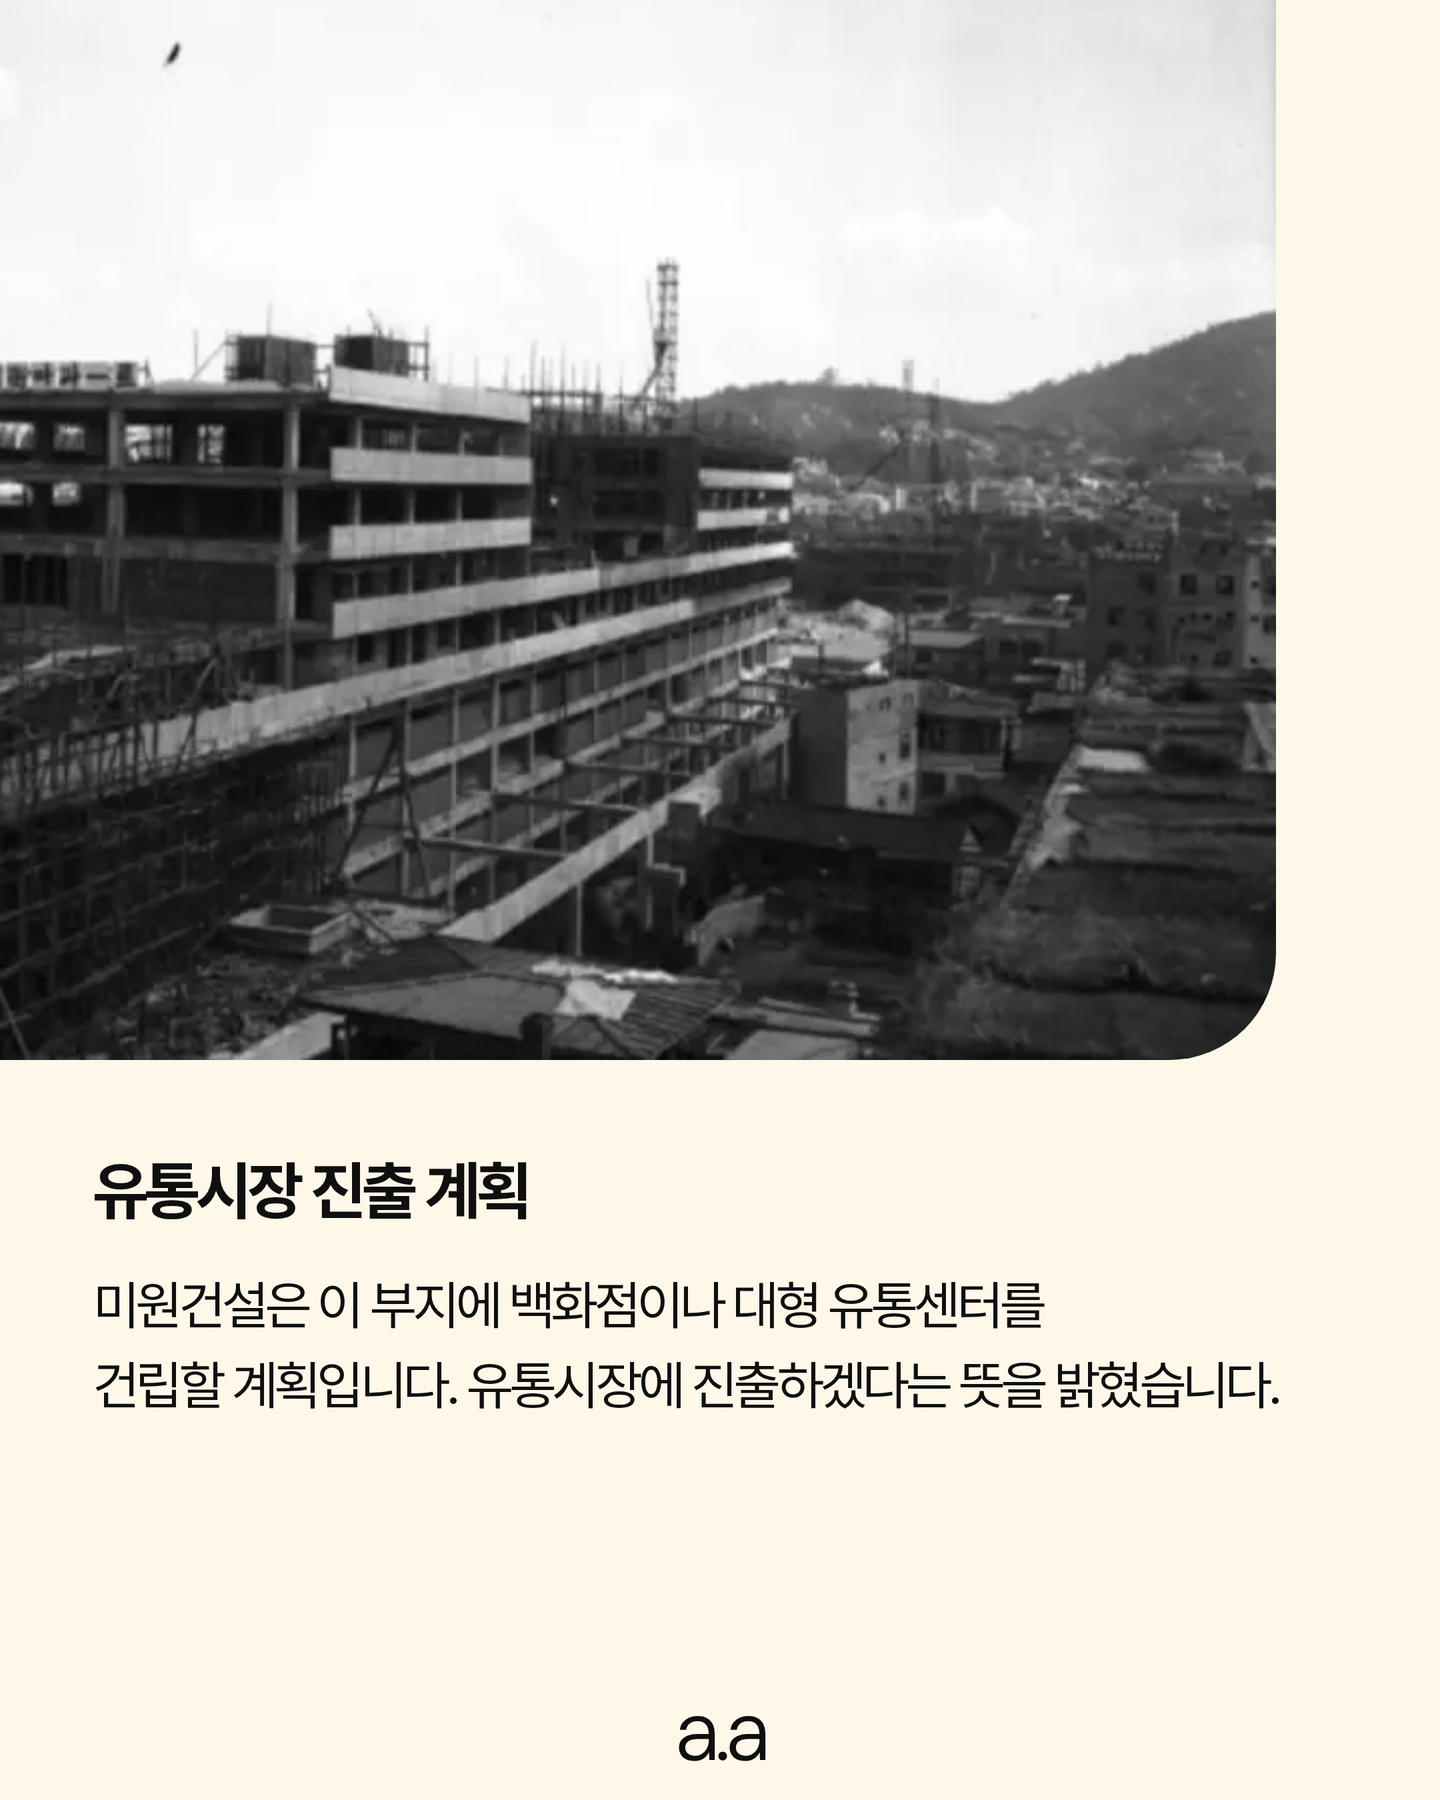 유통시장 진출 계획
미원건설은 이 부지에 백화점이나 대형 유통센터를
건립할 계획입니다. 유통시장에 진출하겠다는 뜻을 밝혔습니다.
a.a